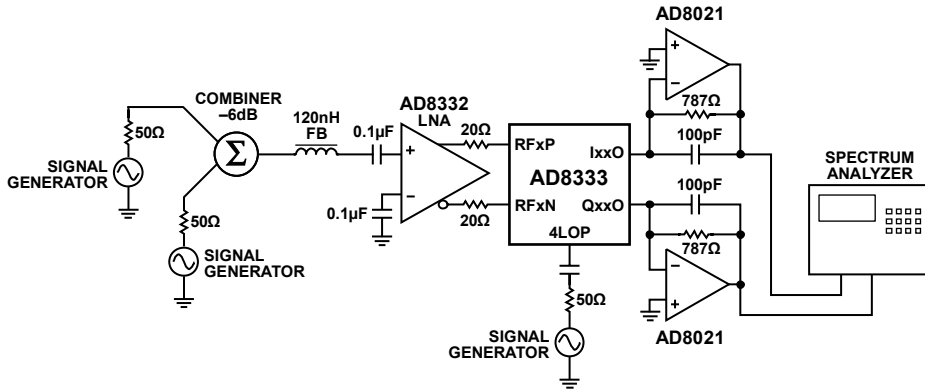 AD8021
COMBINER
–6dB
120nH
FB
AD8332
LNA
787Ω
50Ω
0.1µF
20Ω
100pF
Σ
RFxP
IxxO
SPECTRUM
ANALYZER
SIGNAL
GENERATOR
AD8333
100pF
QxxO
0.1µF
20Ω
RFxN
50Ω
4LOP
787Ω
SIGNAL
GENERATOR
50Ω
SIGNAL
GENERATOR
AD8021